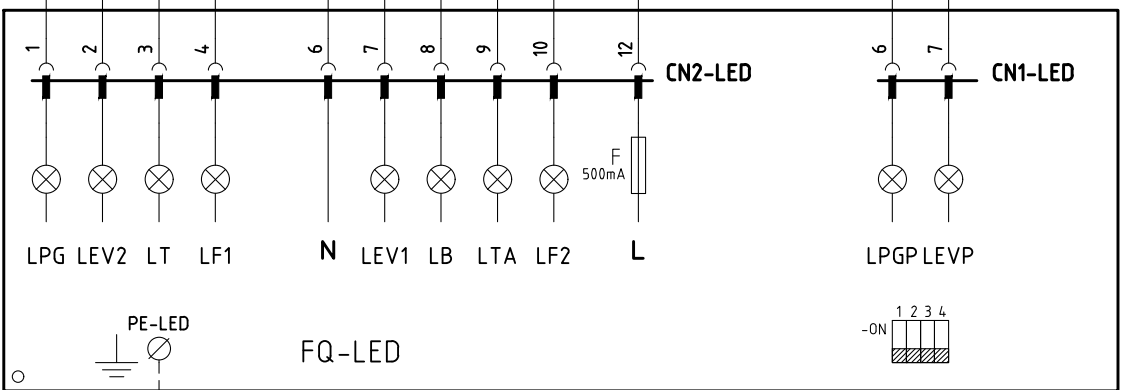 1 2 3 4 6 7 8 9 10 12 6 7
CN2-LED CN1-LED
F
500mA
LPG LEV2 LT LF1 N LEV1 LB LTA LF2 L LPGP LEVP
1 2 3 4
PE-LED -ON
FQ-LED